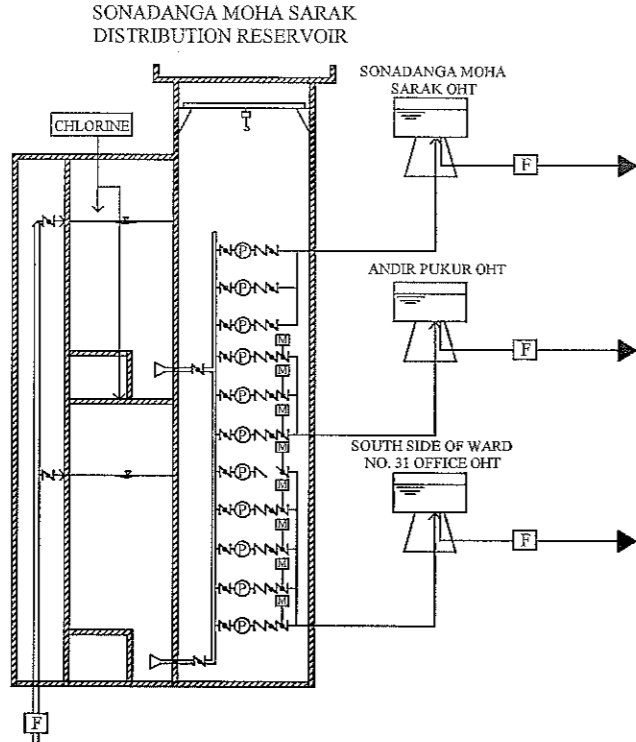 SONADANGA MOHA SARAK
DISTRIBUTION RESERVOIR
SONADANGA MOHA
SARAK OHT
CHLORINE
F
P
P
ANDIR PUKUR OHT
P
M
P
F
M
P
M
P
SOUTH SIDE OF WARD
NO. 31 OFFICE OHT
M
P
M
P
M
P
F
M
P
M
P
F